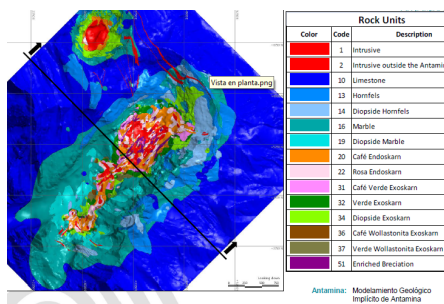 Vista en planta.png
Rock Units
Color Code Description
1 Intrusive
2 Intrusive outside the Antami
10 Limestone
13 Hornfels
14 Diopside Hornfels
16 Marble
19 Diopside Marble
20 Café Endoskarn
22 Rosa Endoskarn
31 Café Verde Exoskarn
32 Verde Exoskarn
34 Diopside Exoskarn
36 Café Wollastonita Exoskarn
37 Verde Wollastonita Exoskarn
51 Enriched Breciation
Antamina: Modelamiento Geológico
Implícito de Antamina